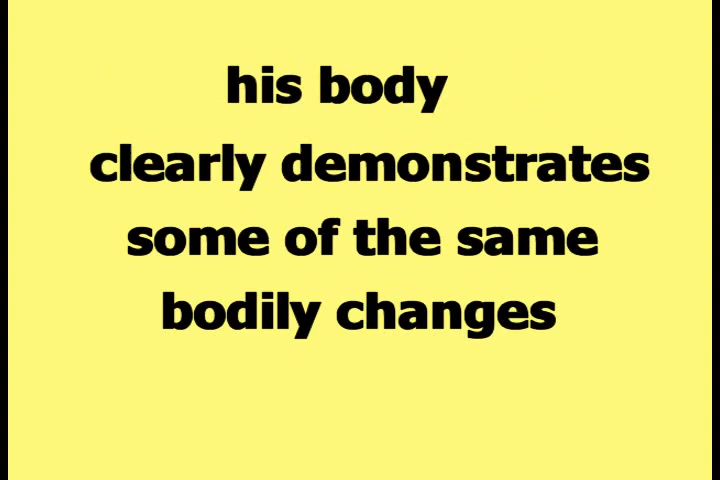 his body
clearly demonstrates
some of the same
bodily changes